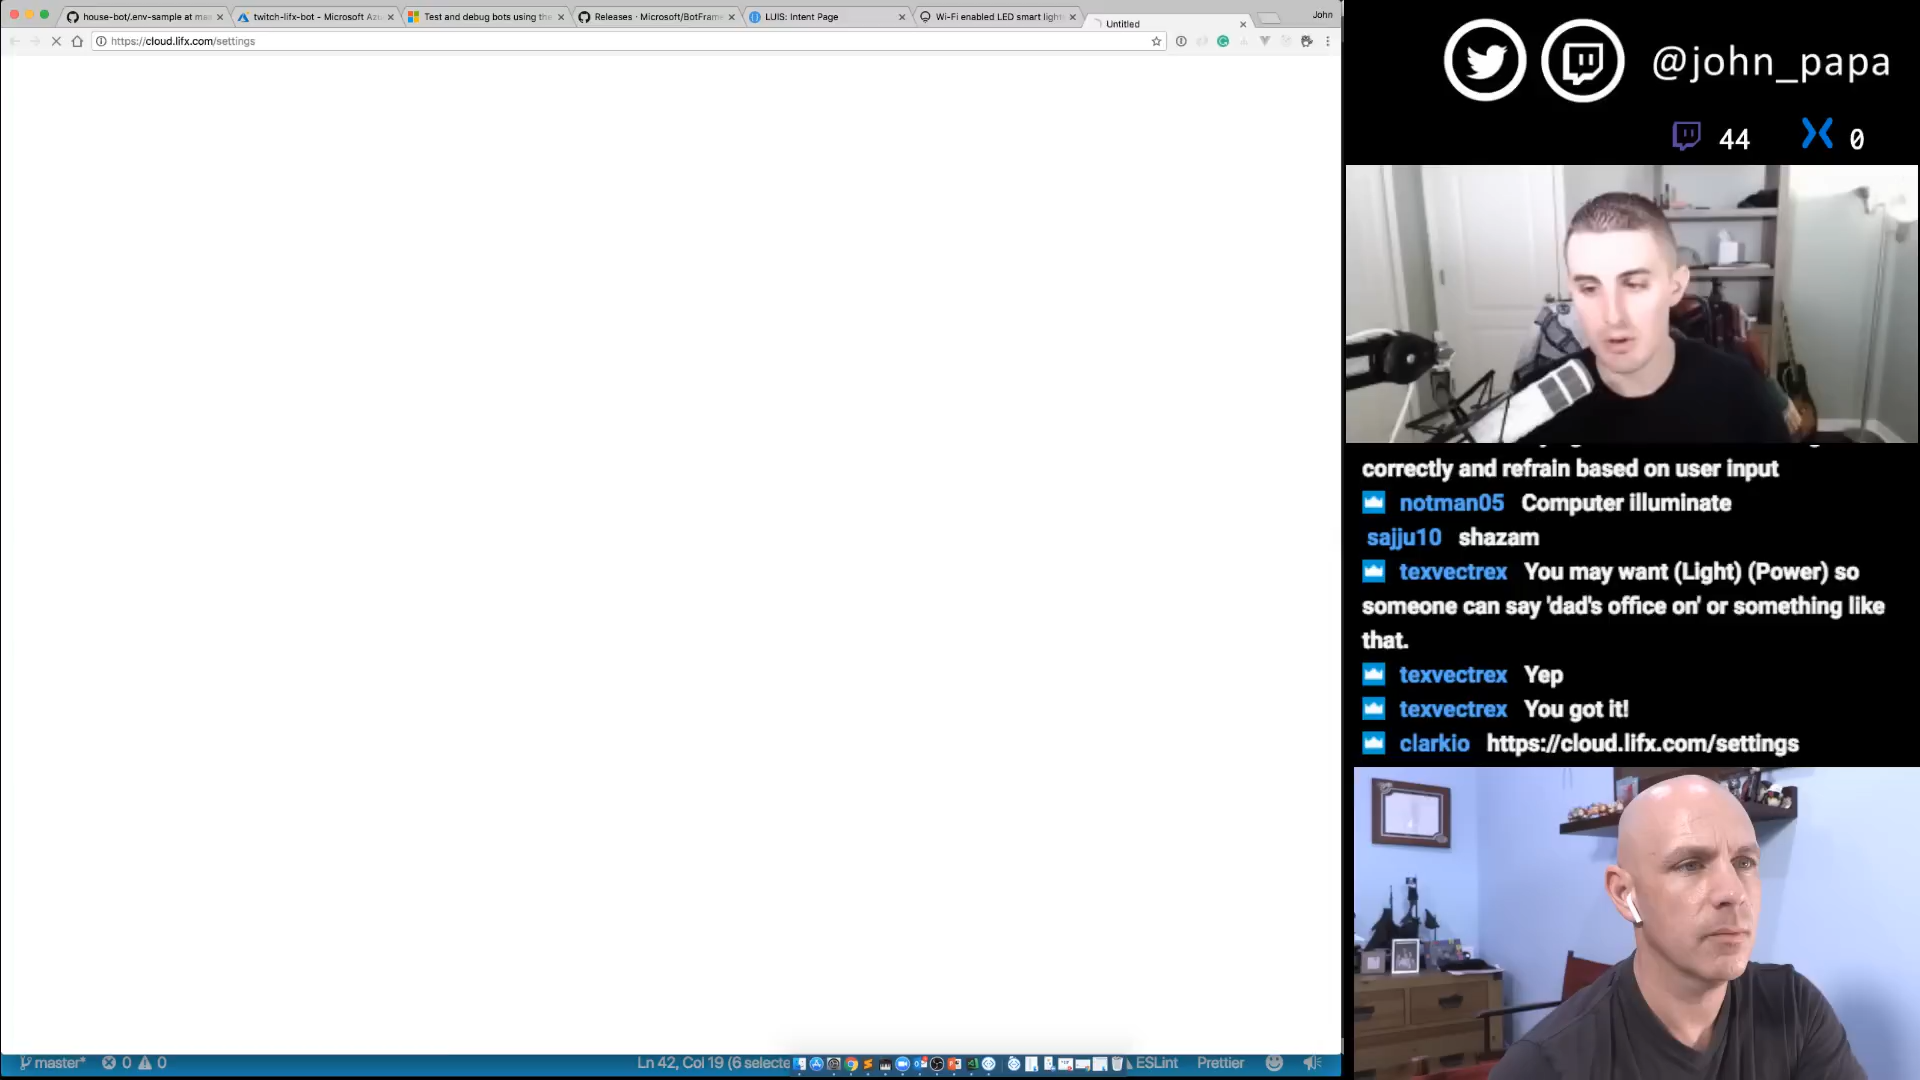 house-bot/.env-sample at ma
twitch-lifx-bot - Microsoft Az
Test and debug bots using the
Releases · Microsoft/BotFram
LUIS: Intent Page
Wi-Fi enabled LED smart light
Untitled
John
https://cloud.lifx.com/settings
@john_papa
44
0
correctly and refrain based on user input
notman05 Computer illuminate
sajju10 shazam
texvectrex You may want (Light) (Power) so
someone can say 'dad's office on' or something like
that.
texvectrex Yep
texvectrex You got it!
clarkio https://cloud.lifx.com/settings
master* 0 0
Ln 42, Col 19 (6 selecte
ESLint
Prettier